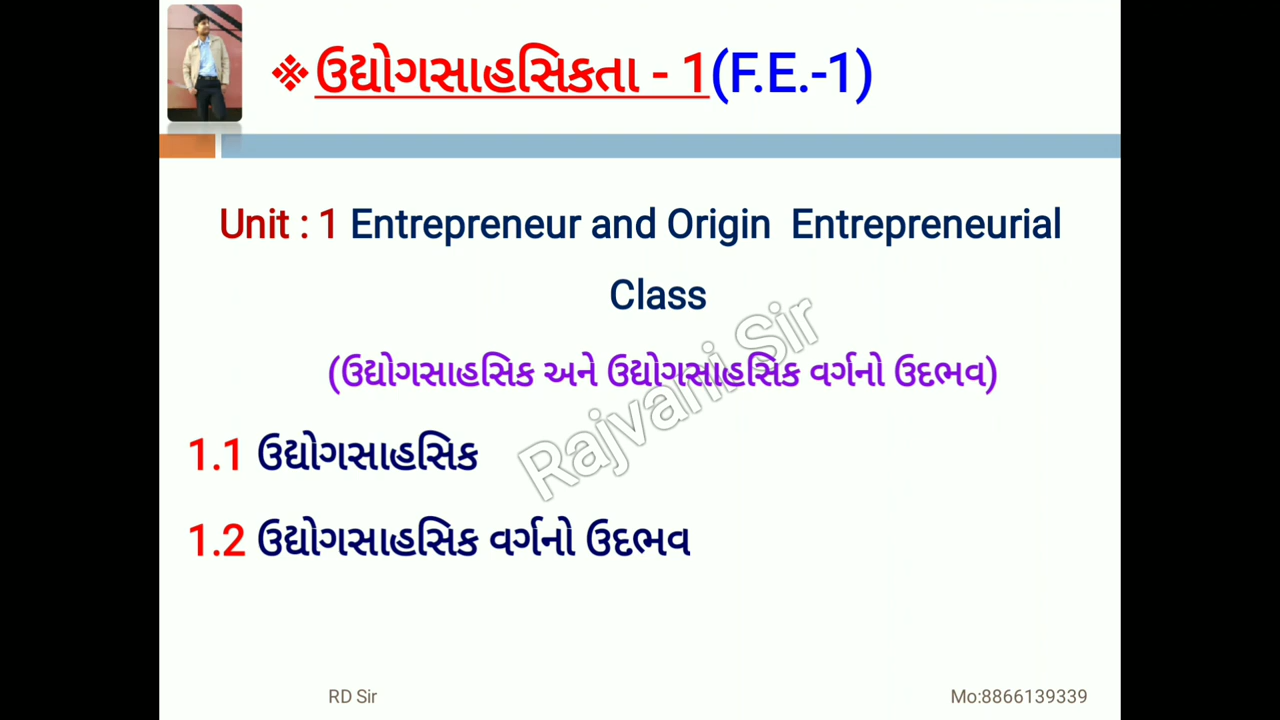 ❖ ઉદ્યોગસાહસિકતા - 1(F.E.-1)
Unit : 1 Entrepreneur and Origin Entrepreneurial
Class
(ઉદ્યોગસાહસિક અને ઉદ્યોગસાહસિક વર્ગનો ઉદભવ)
Rajvani Sir
1.1 ઉદ્યોગસાહસિક
1.2 ઉદ્યોગસાહસિક વર્ગનો ઉદભવ
RD Sir
Mo:8866139339